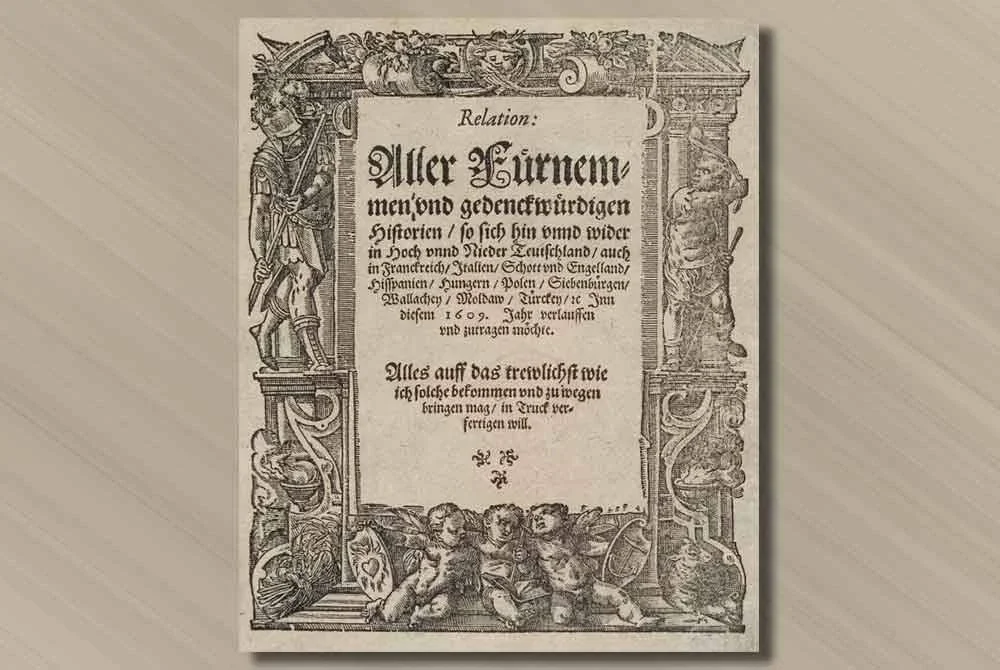 Relation:
Aller Fürnem-
men/ vnd gedenckwürdigen
Historien / so sich hin vnnd wider
in Hoch vnnd Nieder Teutschland/ auch
in Franckreich/ Italien/ Schott vnd Engelland/
Hisspanien/ Hungern/ Polen/ Siebenbürgen/
Wallachey / Moldaw / Türckey/ ꝛc Inn
diesem 1609. Jahr verlauffen
vnd zutragen möchte.
Alles auff das trewlichst wie
ich solche bekommen vnd zu wegen
bringen mag/ in Truck ver-
fertigen will.